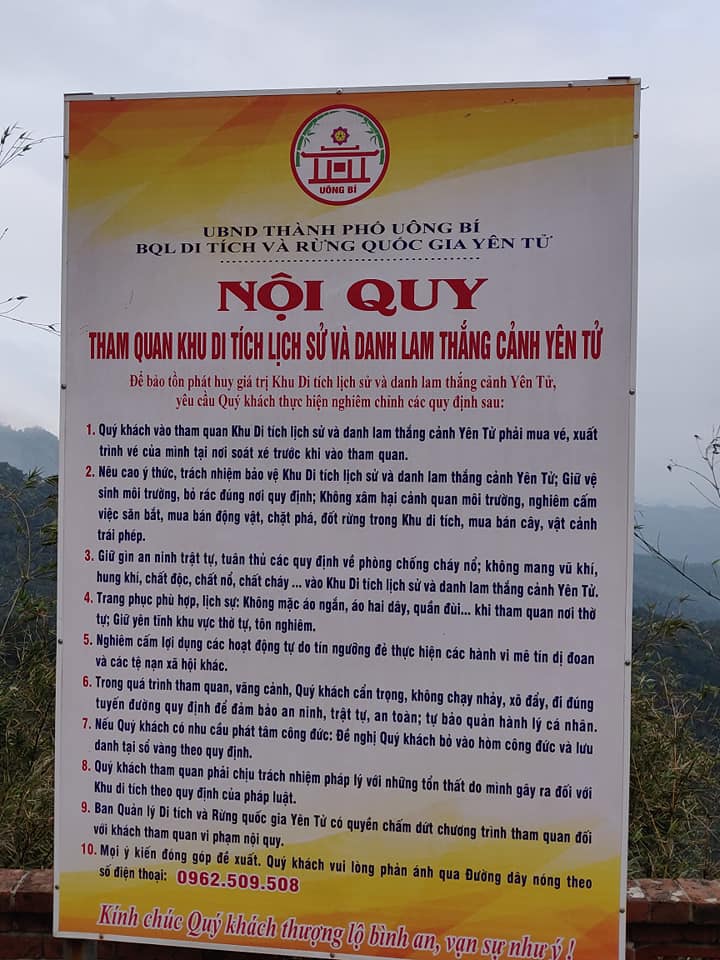 UÔNG BÍ
UBND THÀNH PHỐ UÔNG BÍ
BQL DI TÍCH VÀ RỪNG QUỐC GIA YÊN TỬ
NỘI QUY
THAM QUAN KHU DI TÍCH LỊCH SỬ VÀ DANH LAM THẮNG CẢNH YÊN TỬ
Để bảo tồn phát huy giá trị Khu Di tích lịch sử và danh lam thắng cảnh Yên Tử,
yêu cầu Quý khách thực hiện nghiêm chỉnh các quy định sau:
1. Quý khách vào tham quan Khu Di tích lịch sử và danh lam thắng cảnh Yên Tử phải mua vé, xuất
trình vé của mình tại nơi soát xé trước khi vào tham quan.
2. Nêu cao ý thức, trách nhiệm bảo vệ Khu Di tích lịch sử và danh lam thắng cảnh Yên Tử; Giữ vệ
sinh môi trường, bỏ rác đúng nơi quy định; Không xâm hại cảnh quan môi trường, nghiêm cấm
việc săn bắt, mua bán động vật, chặt phá, đốt rừng trong Khu di tích, mua bán cây, vật cảnh
trái phép.
3. Giữ gìn an ninh trật tự, tuân thủ các quy định về phòng chống cháy nổ; không mang vũ khí,
hung khí, chất độc, chất nổ, chất cháy ... vào Khu Di tích lịch sử và danh lam thắng cảnh Yên Tử.
4. Trang phục phù hợp, lịch sự: Không mặc áo ngắn, áo hai dây, quần đùi... khi tham quan nơi thờ
tự; Giữ yên tĩnh khu vực thờ tự, tôn nghiêm.
5. Nghiêm cấm lợi dụng các hoạt động tự do tín ngưỡng để thực hiện các hành vi mê tín dị đoan
và các tệ nạn xã hội khác.
6. Trong quá trình tham quan, vãng cảnh, Quý khách cẩn trọng, không chạy nhảy, xô đẩy, đi đúng
tuyến đường quy định để đảm bảo an ninh, trật tự, an toàn; tự bảo quản hành lý cá nhân.
7. Nếu Quý khách có nhu cầu phát tâm công đức: Đề nghị Quý khách bỏ vào hòm công đức và lưu
danh tại sổ vàng theo quy định.
8. Quý khách tham quan phải chịu trách nhiệm pháp lý với những tổn thất do mình gây ra đối với
Khu di tích theo quy định của pháp luật.
9. Ban Quản lý Di tích và Rừng quốc gia Yên Tử có quyền chấm dứt chương trình tham quan đối
với khách tham quan vi phạm nội quy.
10. Mọi ý kiến đóng góp đề xuất. Quý khách vui lòng phản ánh qua Đường dây nóng theo
số điện thoại: 0962.509.508
Kính chúc Quý khách thượng lộ bình an, vạn sự như ý !